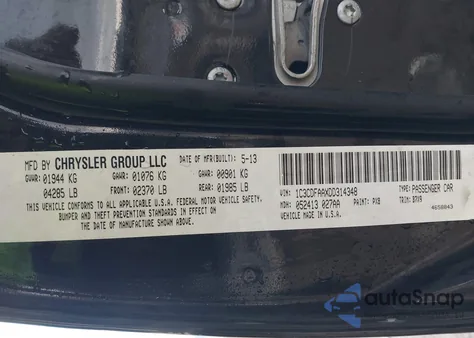 MFD BY CHRYSLER GROUP LLC DATE OF MFR(BUILT): 5-13
GVWR: 01944 KG GAWR: 01076 KG GAWR: 00901 KG
04285 LB FRONT: 02370 LB REAR: 01985 LB
THIS VEHICLE CONFORMS TO ALL APPLICABLE U.S.A. FEDERAL MOTOR VEHICLE SAFETY,
BUMPER AND THEFT PREVENTION STANDARDS IN EFFECT ON THE DATE OF
MANUFACTURE SHOWN ABOVE.
1C3CDFAAXDD314348 TYPE: PASSENGER CAR
MDH: 052413 027AA PAINT: PXB TRIM: B7X9
4658843
autoSnap